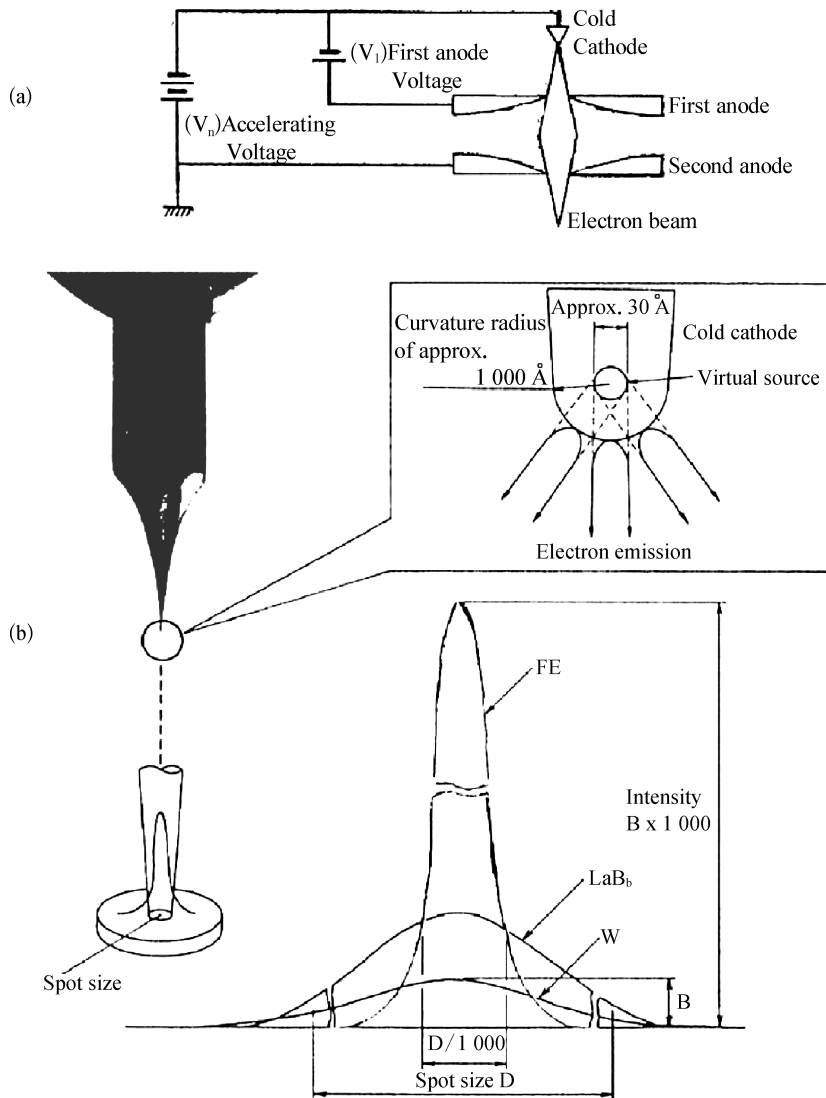 (a)
Cold
Cathode
(V₁)First anode
Voltage
(Vₙ)Accelerating
Voltage
First anode
Second anode
Electron beam
(b)
Curvature radius
of approx.
1 000 Å
Approx. 30 Å
Cold cathode
Virtual source
Electron emission
FE
Intensity
B x 1 000
LaB_b
W
B
Spot size
D/1 000
Spot size D